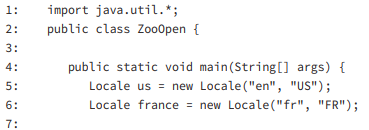 1: import java.util.*;
2: public class ZooOpen {
3:
4: public static void main(String[] args) {
5: Locale us = new Locale("en", "US");
6: Locale france = new Locale("fr", "FR");
7: